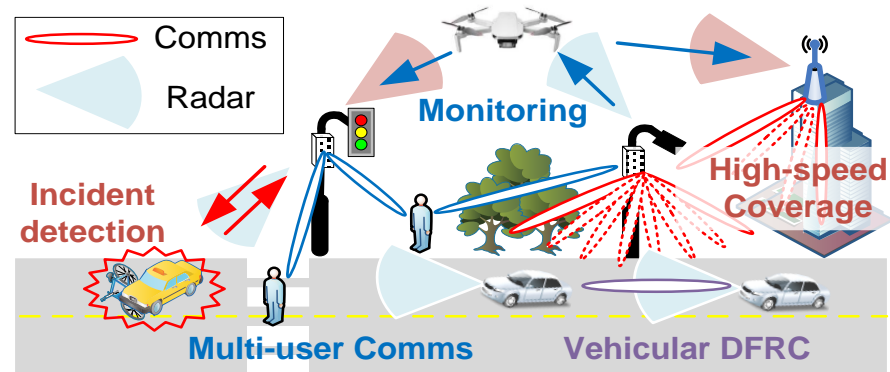 Comms
Radar
Monitoring
High-speed
Coverage
Incident
detection
Multi-user Comms
Vehicular DFRC